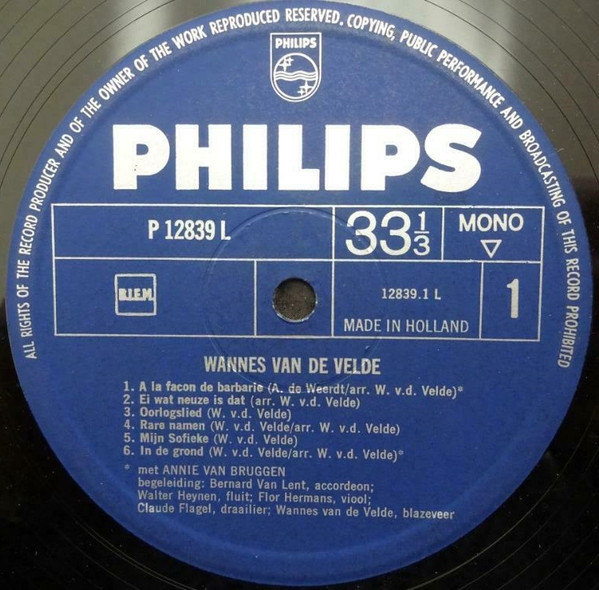 ALL RIGHTS OF THE RECORD PRODUCER AND OF THE OWNER OF THE WORK REPRODUCED RESERVED. COPYING, PUBLIC PERFORMANCE AND BROADCASTING OF THIS RECORD PROHIBITED
PHILIPS
PHILIPS
P 12839 L
33 1/3
MONO
▽
B.I.E.M.
12839.1 L
1
MADE IN HOLLAND
WANNES VAN DE VELDE
1. A la facon de barbarie (A. de Weerdt/arr. W. v.d. Velde)*
2. Ei wat neuze is dat (arr. W. v.d. Velde)
3. Oorlogslied (W. v.d. Velde)
4. Rare namen (W. v.d. Velde/arr. W. v.d. Velde)
5. Mijn Sofieke (W. v.d. Velde)
6. In de grond (W. v.d. Velde/arr. W. v.d. Velde)*
* met ANNIE VAN BRUGGEN
begeleiding: Bernard Van Lent, accordeon;
Walter Heynen, fluit; Flor Hermans, viool;
Claude Flagel, draailier; Wannes van de Velde, blazeveer